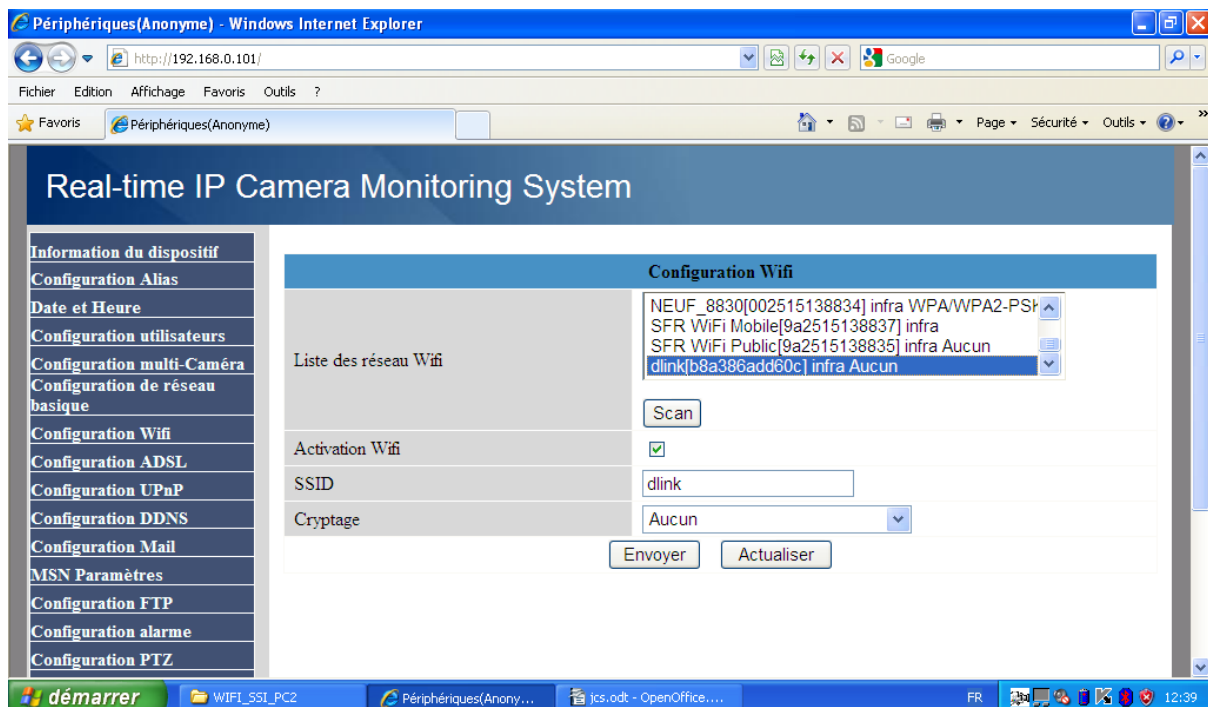 Périphériques(Anonyme) - Windows Internet Explorer
http://192.168.0.101/
Google
Fichier Edition Affichage Favoris Outils ?
Favoris Périphériques(Anonyme) Page Sécurité Outils
Real-time IP Camera Monitoring System
Information du dispositif
Configuration Alias
Date et Heure
Configuration utilisateurs
Configuration multi-Caméra
Configuration de réseau
basique
Configuration Wifi
Configuration ADSL
Configuration UPnP
Configuration DDNS
Configuration Mail
MSN Paramètres
Configuration FTP
Configuration alarme
Configuration PTZ
Configuration Wifi
Liste des réseau Wifi
NEUF_8830[002515138834] infra WPA/WPA2-PSK
SFR WiFi Mobile[9a2515138837] infra
SFR WiFi Public[9a2515138835] infra Aucun
dlink[b8a386add60c] infra Aucun
Scan
Activation Wifi
SSID dlink
Cryptage Aucun
Envoyer Actualiser
démarrer WIFI_SSI_PC2 Périphériques(Anony... jcs.odt - OpenOffice.... FR 12:39